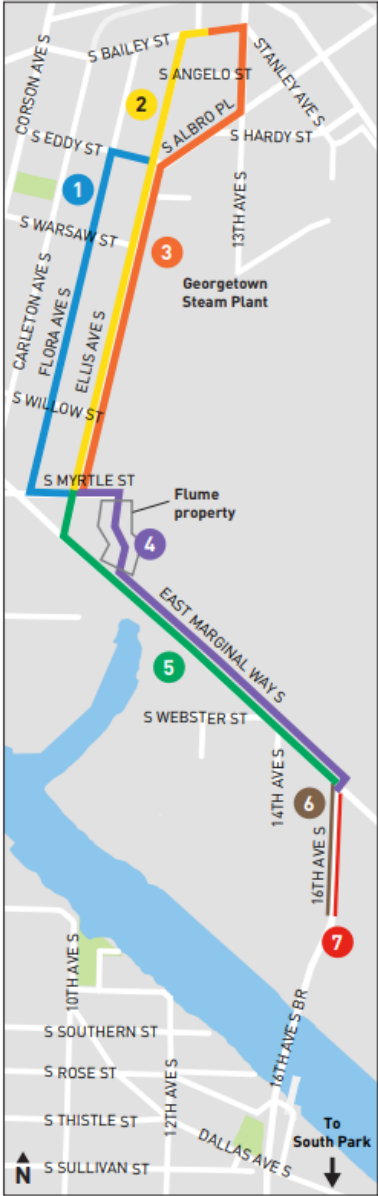 CORSON AVE S
S BAILEY ST
STANLEY AVE S
S ANGELO ST
2
S ALBRO PL
S HARDY ST
S EDDY ST
1
S WARSAW ST
3
13TH AVE S
Georgetown
Steam Plant
CARLETON AVE S
FLORA AVE S
ELLIS AVE S
S WILLOW ST
S MYRTLE ST
Flume
property
4
EAST MARGINAL WAY S
5
S WEBSTER ST
14TH AVE S
6
16TH AVE S
7
10TH AVE S
16TH AVE S BR
S SOUTHERN ST
S ROSE ST
12TH AVE S
S THISTLE ST
DALLAS AVE S
To
South Park
N
S SULLIVAN ST